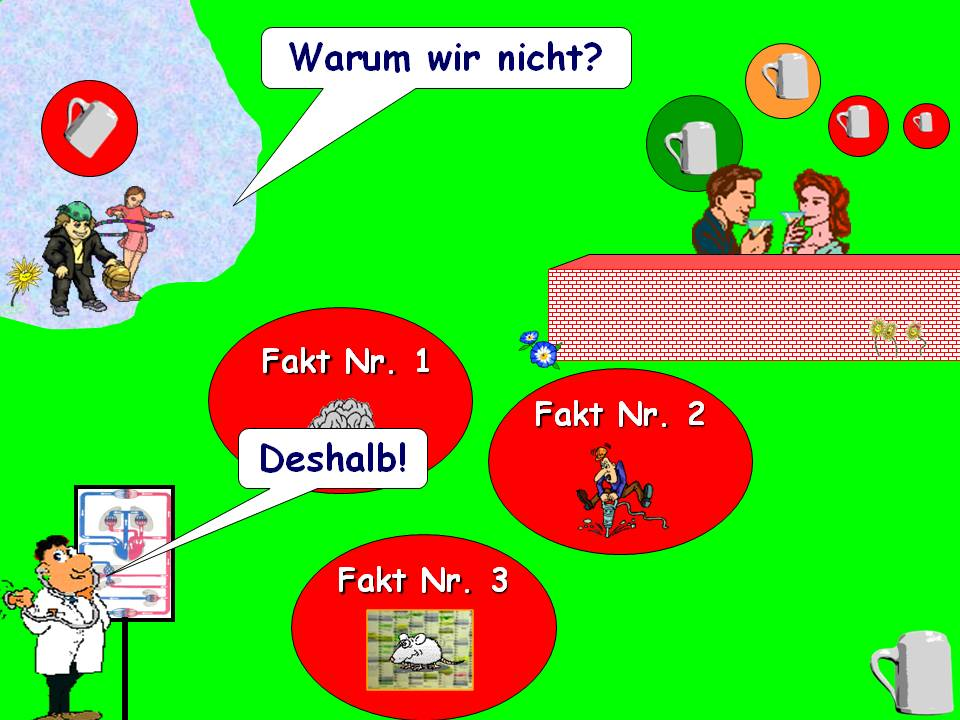 Warum wir nicht?
Fakt Nr. 1
Fakt Nr. 2
Deshalb!
Fakt Nr. 3